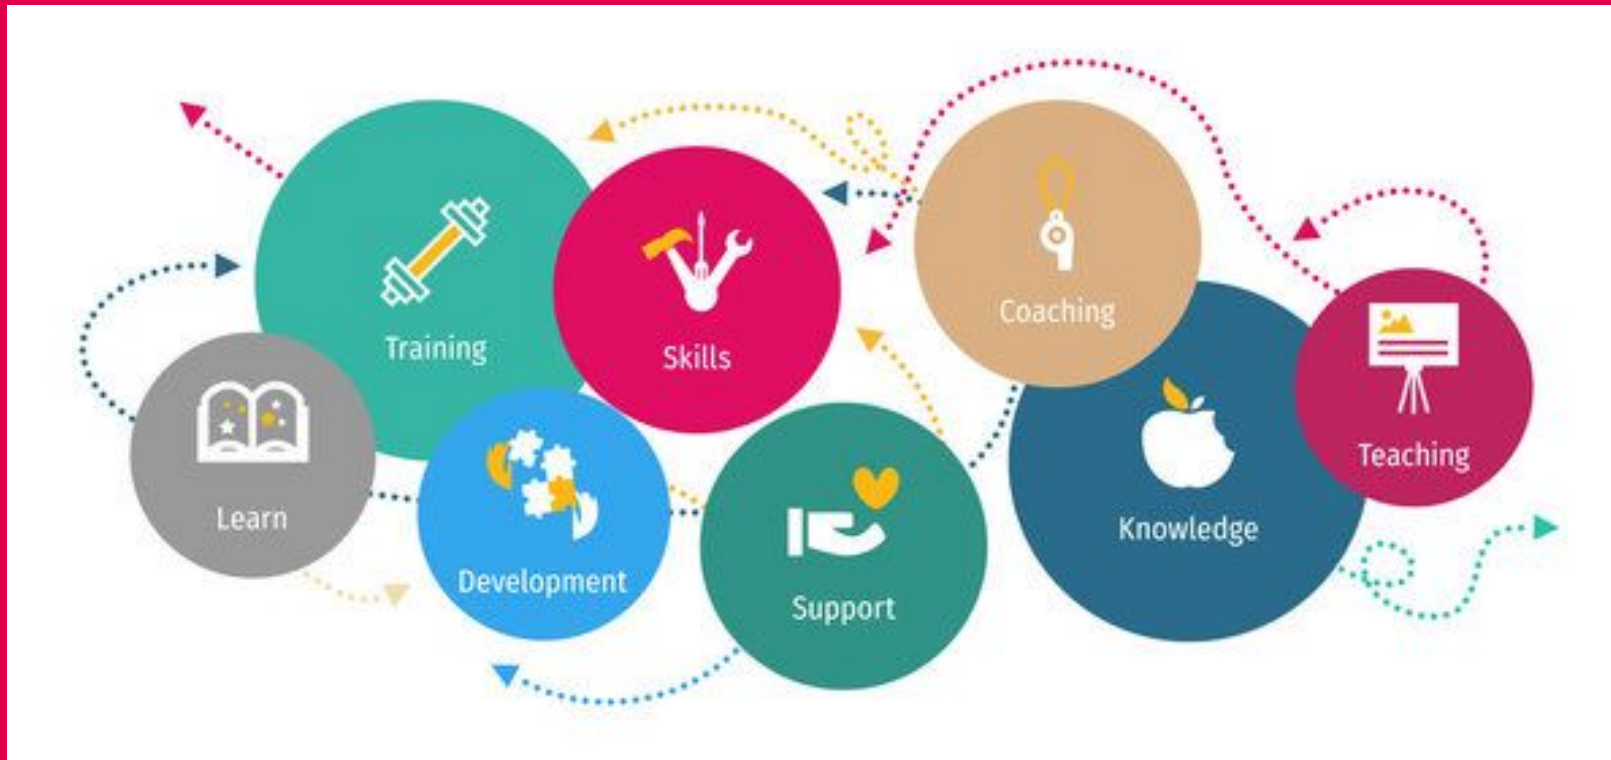 Training
Skills
Coaching
Learn
Development
Support
Knowledge
Teaching